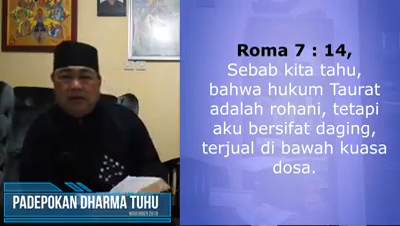 Roma 7 : 14,
Sebab kita tahu,
bahwa hukum Taurat
adalah rohani, tetapi
aku bersifat daging,
terjual di bawah kuasa
dosa.
PADEPOKAN DHARMA TUHU
NOVEMBER 2019